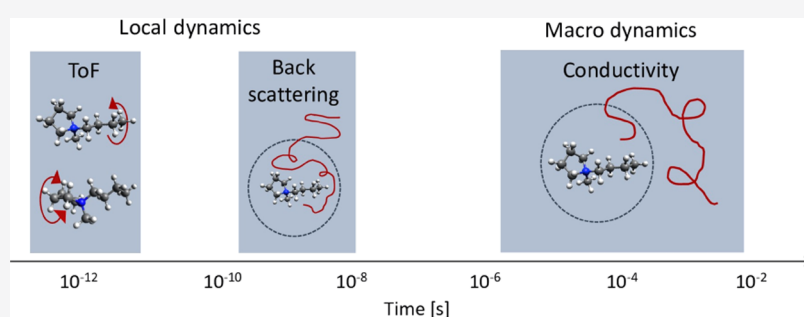 Local dynamics
Macro dynamics
ToF
Back
scattering
Conductivity
10⁻¹² 10⁻¹⁰ 10⁻⁸ 10⁻⁶ 10⁻⁴ 10⁻²
Time [s]